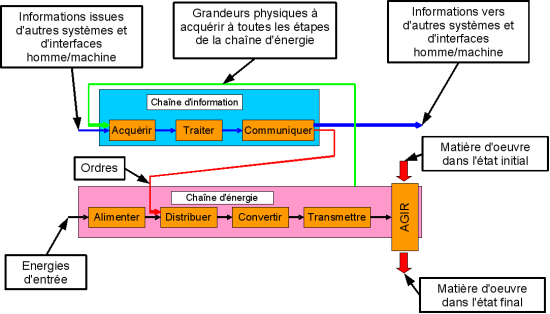 Informations issues
d'autres systèmes et
d'interfaces
homme/machine
Grandeurs physiques à
acquérir à toutes les étapes
de la chaîne d'énergie
Informations vers
d'autres systèmes et
d'interfaces
homme/machine
Chaîne d'information
Acquérir
Traiter
Communiquer
Ordres
Matière d'oeuvre
dans l'état initial
Chaîne d'énergie
Alimenter
Distribuer
Convertir
Transmettre
AGIR
Energies
d'entrée
Matière d'oeuvre
dans l'état final